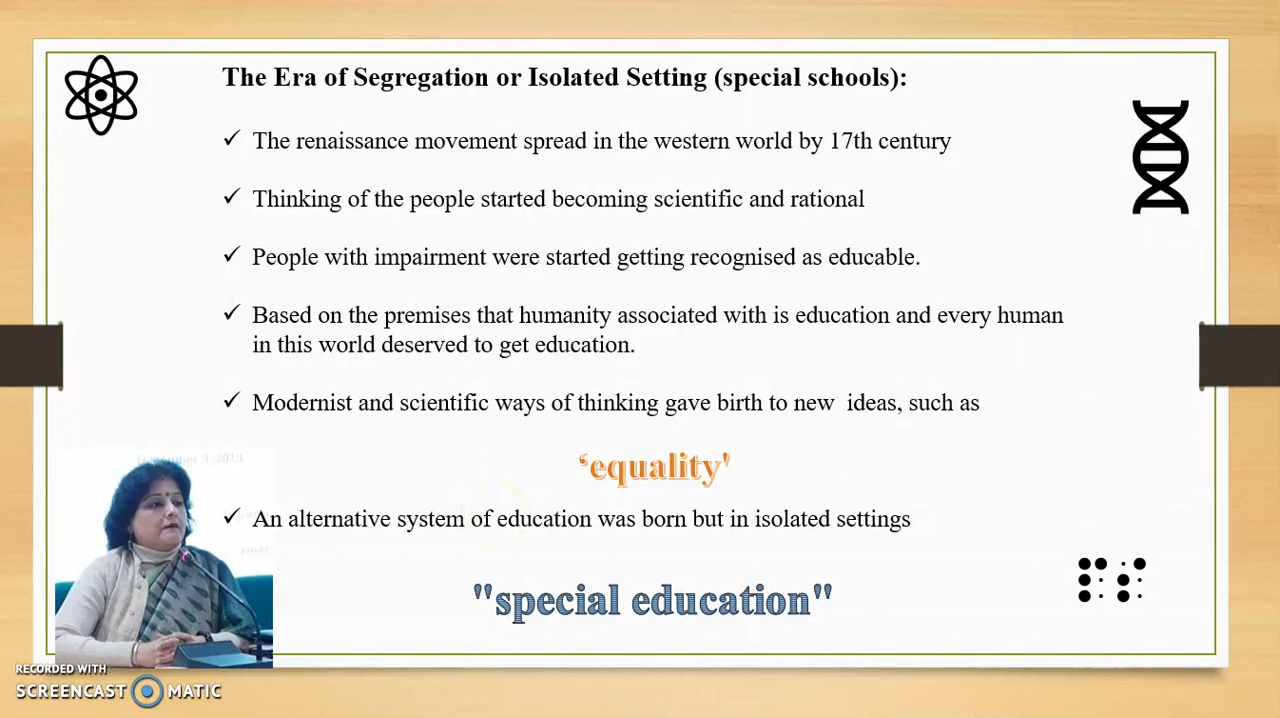 The Era of Segregation or Isolated Setting (special schools):
✓ The renaissance movement spread in the western world by 17th century
✓ Thinking of the people started becoming scientific and rational
✓ People with impairment were started getting recognised as educable.
✓ Based on the premises that humanity associated with is education and every human
in this world deserved to get education.
✓ Modernist and scientific ways of thinking gave birth to new ideas, such as
‘equality'
December 9, 2019
✓ An alternative system of education was born but in isolated settings
"special education"
RECORDED WITH
SCREENCAST MATIC